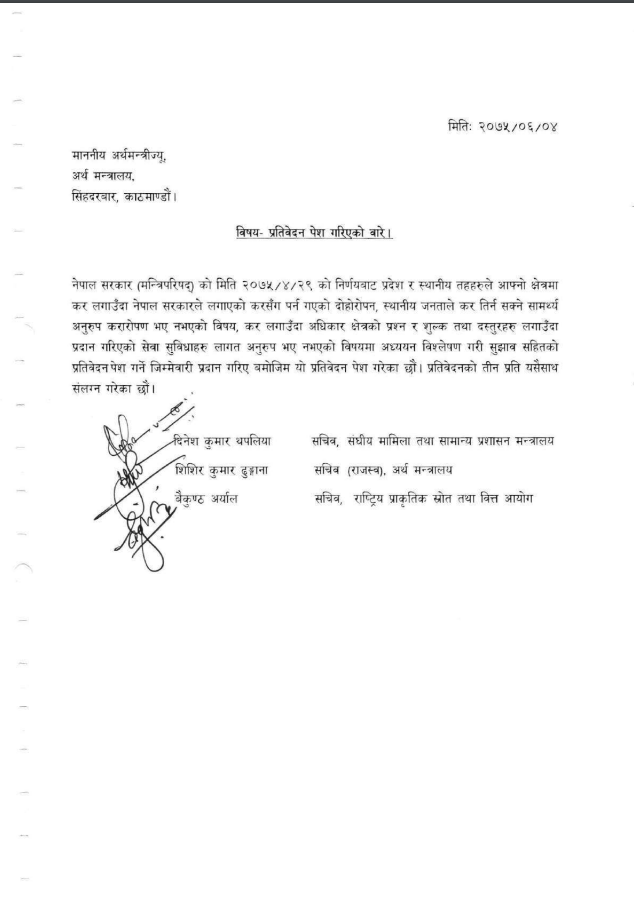 मितिः २०७५/०६/०४
माननीय अर्थमन्त्रीज्यू,
अर्थ मन्त्रालय,
सिंहदरबार, काठमाण्डौं।
विषय- प्रतिवेदन पेश गरिएको बारे।
नेपाल सरकार (मन्त्रिपरिषद्) को मिति २०७५/४/२९ को निर्णयबाट प्रदेश र स्थानीय तहहरुले आफ्नो क्षेत्रमा
कर लगाउँदा नेपाल सरकारले लगाएको करसँग पर्न गएको दोहोरोपन, स्थानीय जनताले कर तिर्न सक्ने सामर्थ्य
अनुरुप करारोपण भए नभएको विषय, कर लगाउँदा अधिकार क्षेत्रको प्रश्न र शुल्क तथा दस्तुरहरु लगाउँदा
प्रदान गरिएको सेवा सुविधाहरु लागत अनुरुप भए नभएको विषयमा अध्ययन विश्लेषण गरी सुझाव सहितको
प्रतिवेदन पेश गर्ने जिम्मेवारी प्रदान गरिए बमोजिम यो प्रतिवेदन पेश गरेका छौं। प्रतिवेदनको तीन प्रति यसैसाथ
संलग्न गरेका छौं।
दिनेश कुमार थपलिया सचिव, संघीय मामिला तथा सामान्य प्रशासन मन्त्रालय
शिशिर कुमार ढुङ्गाना सचिव (राजस्व), अर्थ मन्त्रालय
बैकुण्ठ अर्याल सचिव, राष्ट्रिय प्राकृतिक स्रोत तथा वित्त आयोग